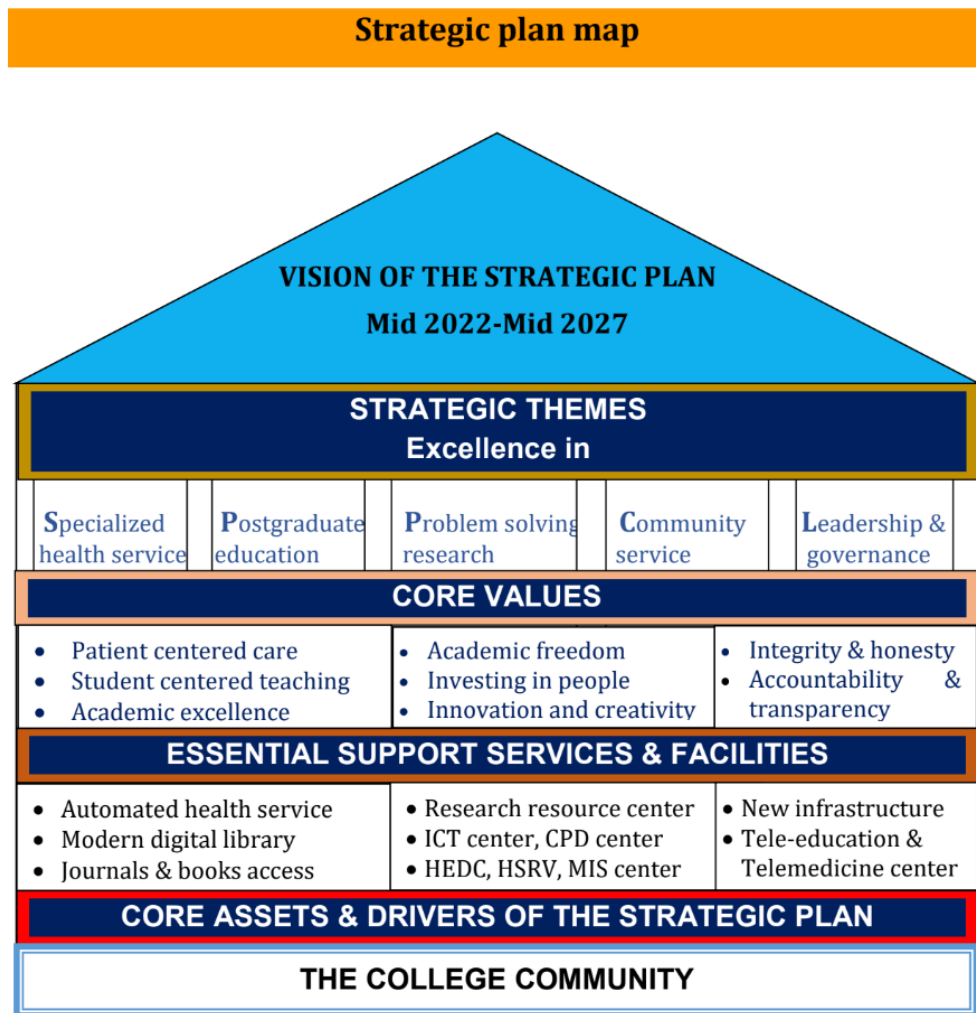 Strategic plan map
VISION OF THE STRATEGIC PLAN
Mid 2022-Mid 2027
STRATEGIC THEMES
Excellence in
Specialized
health service
Postgraduate
education
Problem solving
research
Community
service
Leadership &
governance
CORE VALUES
• Patient centered care
• Student centered teaching
• Academic excellence
• Academic freedom
• Investing in people
• Innovation and creativity
• Integrity & honesty
• Accountability &
transparency
ESSENTIAL SUPPORT SERVICES & FACILITIES
• Automated health service
• Modern digital library
• Journals & books access
• Research resource center
• ICT center, CPD center
• HEDC, HSRV, MIS center
• New infrastructure
• Tele-education &
Telemedicine center
CORE ASSETS & DRIVERS OF THE STRATEGIC PLAN
THE COLLEGE COMMUNITY